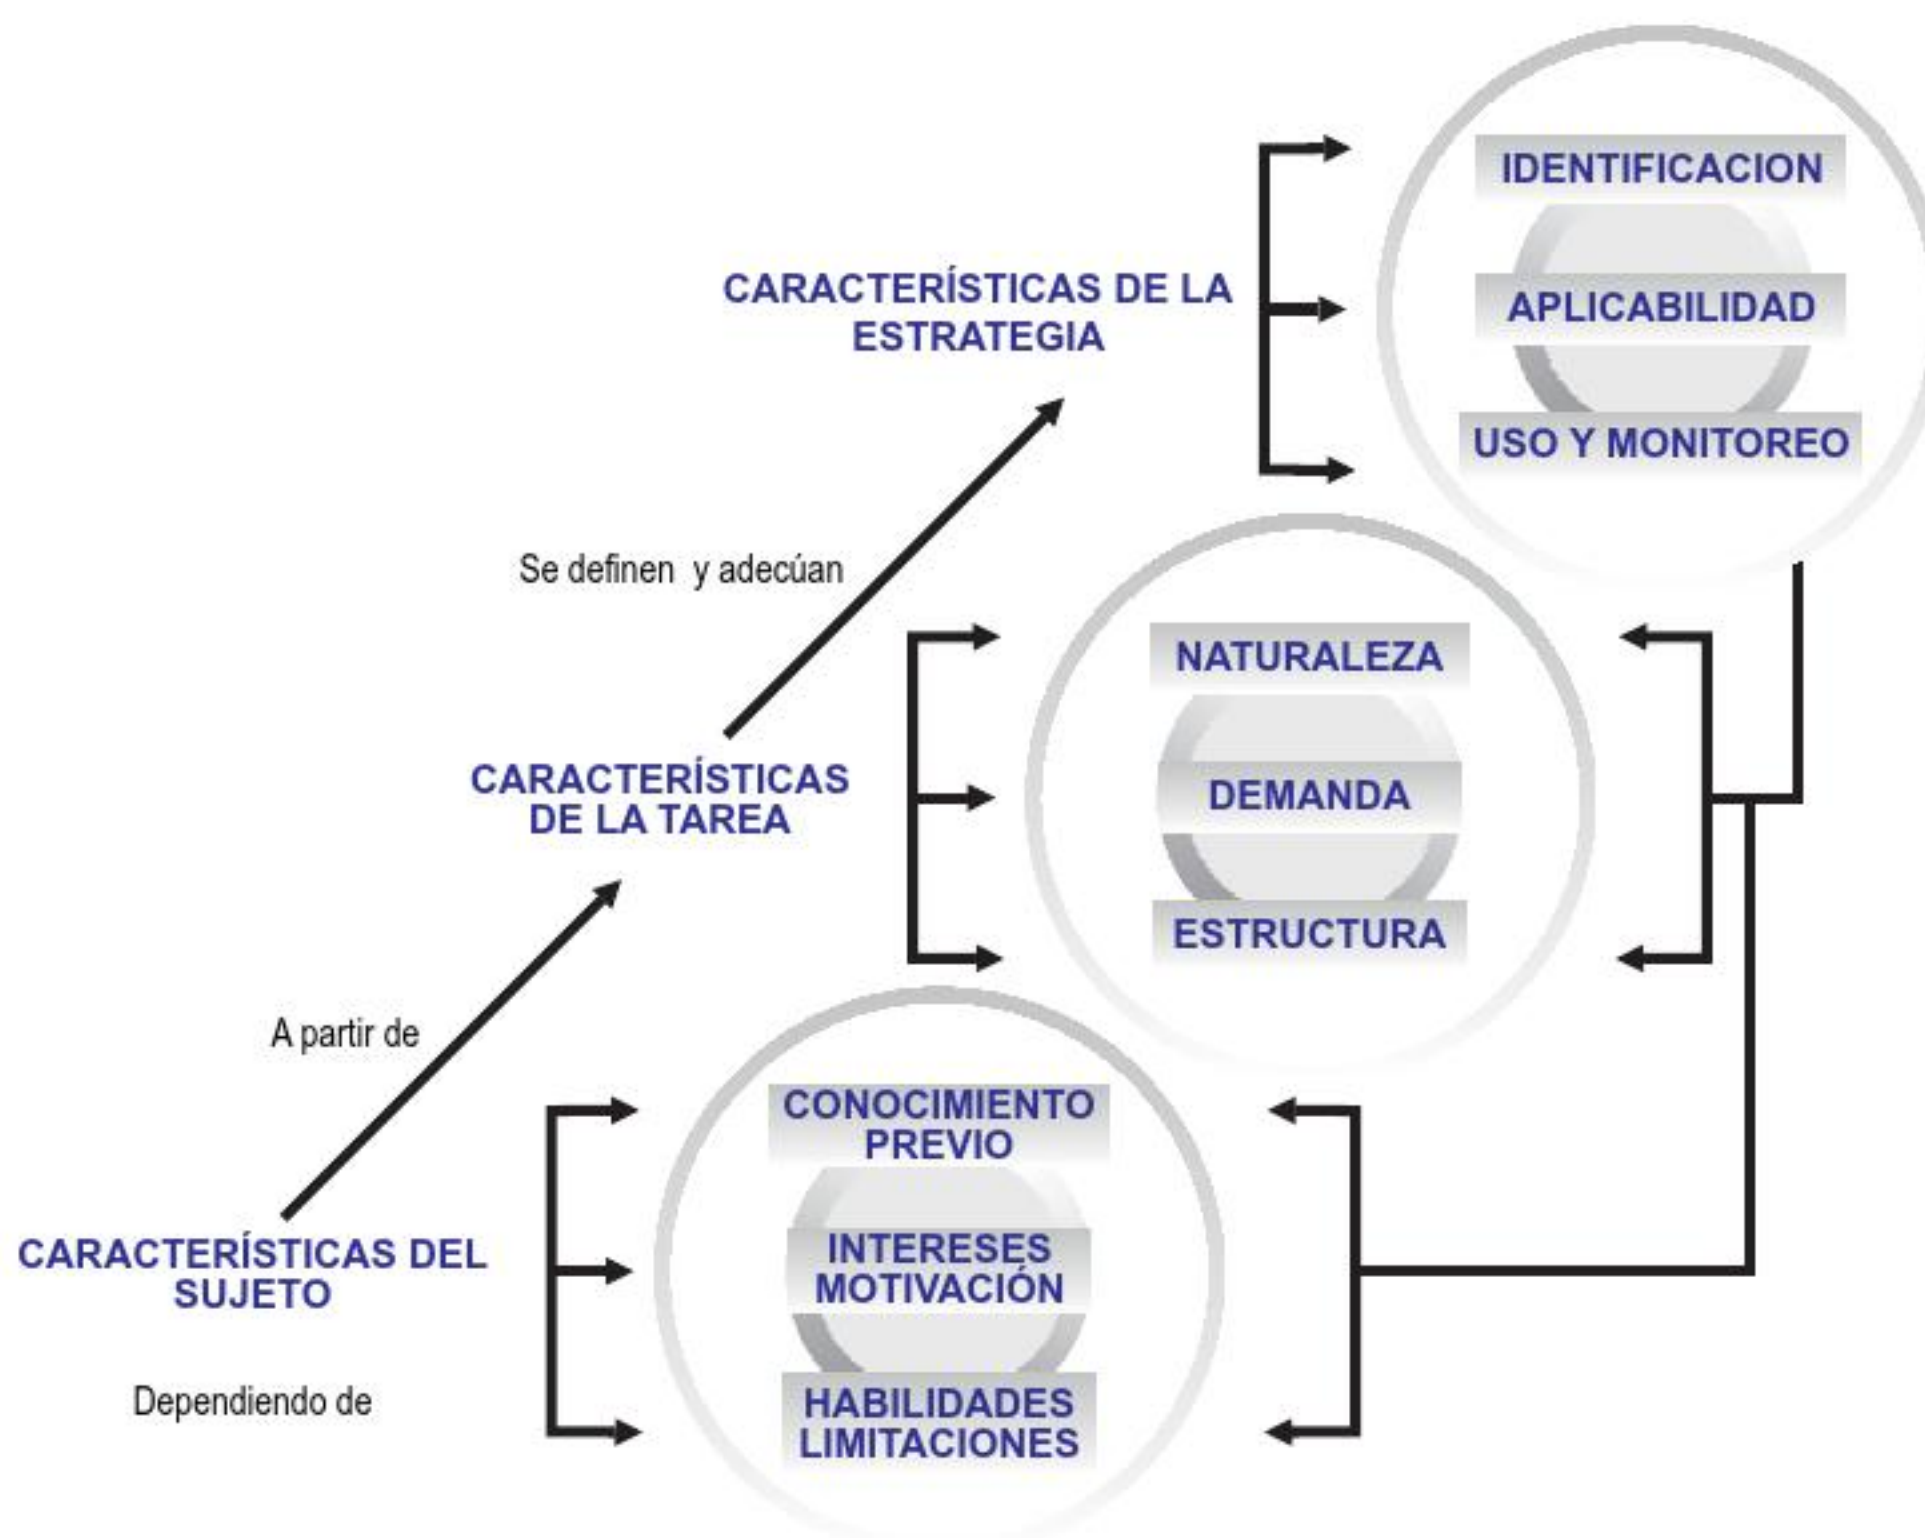 IDENTIFICACION
APLICABILIDAD
USO Y MONITOREO
CARACTERÍSTICAS DE LA
ESTRATEGIA
Se definen y adecúan
NATURALEZA
DEMANDA
ESTRUCTURA
CARACTERÍSTICAS
DE LA TAREA
A partir de
CONOCIMIENTO
PREVIO
INTERESES
MOTIVACIÓN
HABILIDADES
LIMITACIONES
CARACTERÍSTICAS DEL
SUJETO
Dependiendo de